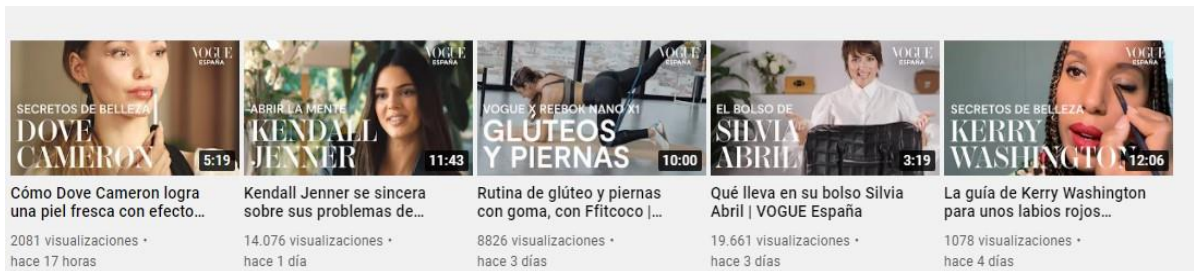 VOGUE
ESPAÑA
SECRETOS DE BELLEZA
DOVE
CAMERON
5:19
Cómo Dove Cameron logra
una piel fresca con efecto...
2081 visualizaciones •
hace 17 horas
VOGUE
ESPAÑA
ABRIR LA MENTE
KENDALL
JENNER
11:43
Kendall Jenner se sincera
sobre sus problemas de...
14.076 visualizaciones •
hace 1 día
VOGUE
ESPAÑA
VOGUE X REEBOK NANO X1
GLÚTEOS
Y PIERNAS
10:00
Rutina de glúteo y piernas
con goma, con Ffitcoco |...
8826 visualizaciones •
hace 3 días
VOGUE
ESPAÑA
EL BOLSO DE
SILVIA
ABRIL
3:19
Qué lleva en su bolso Silvia
Abril | VOGUE España
19.661 visualizaciones •
hace 3 días
VOGUE
ESPAÑA
SECRETOS DE BELLEZA
KERRY
WASHINGTON
12:06
La guía de Kerry Washington
para unos labios rojos...
1078 visualizaciones •
hace 4 días